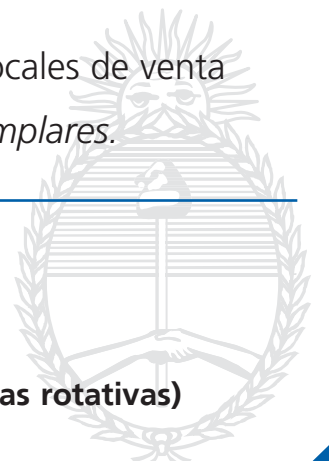 ocales de venta
mplares.
as rotativas)